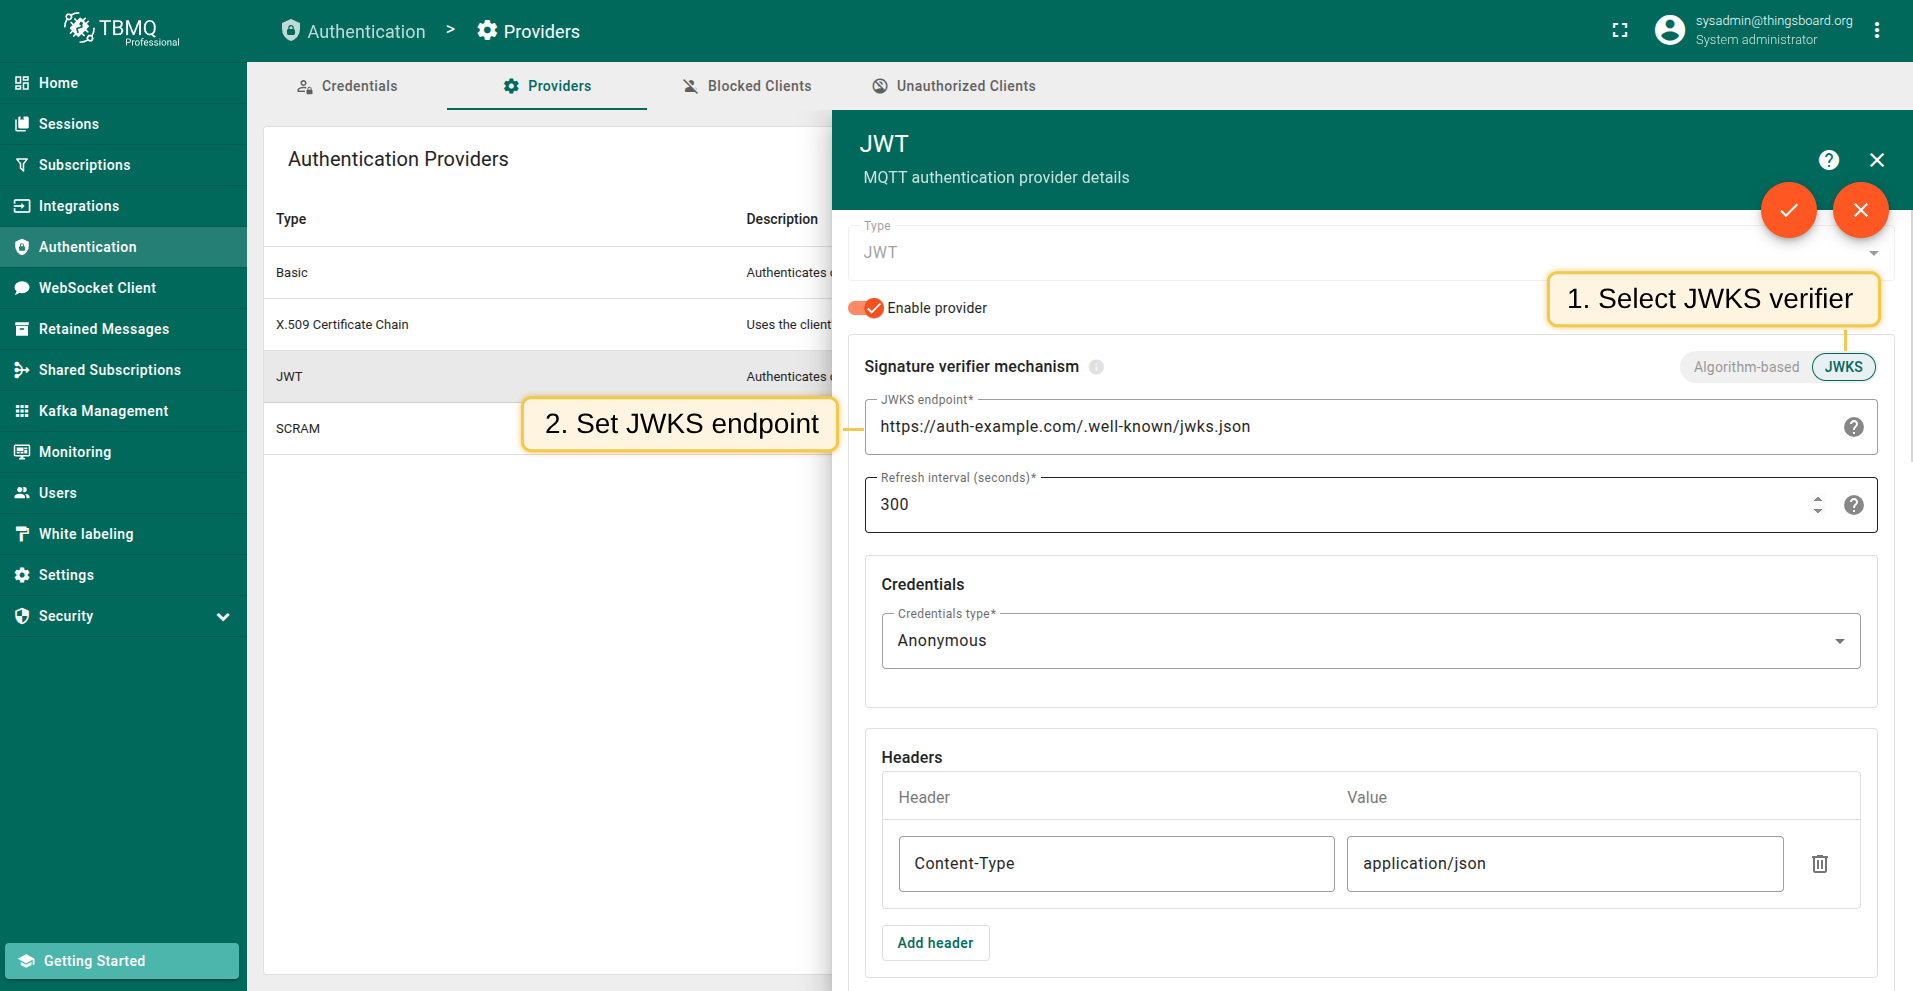 TBMQ
Professional
Authentication > Providers
sysadmin@thingsboard.org
System administrator
Home
Sessions
Subscriptions
Integrations
Authentication
WebSocket Client
Retained Messages
Shared Subscriptions
Kafka Management
Monitoring
Users
White labeling
Settings
Security
Getting Started
Credentials
Providers
Blocked Clients
Unauthorized Clients
Authentication Providers
Type Description
Basic Authenticates
X.509 Certificate Chain Uses the client
JWT Authenticates
SCRAM
JWT
MQTT authentication provider details
Type
JWT
Enable provider
1. Select JWKS verifier
Signature verifier mechanism
Algorithm-based JWKS
2. Set JWKS endpoint
JWKS endpoint*
https://auth-example.com/.well-known/jwks.json
Refresh interval (seconds)*
300
Credentials
Credentials type*
Anonymous
Headers
Header Value
Content-Type application/json
Add header